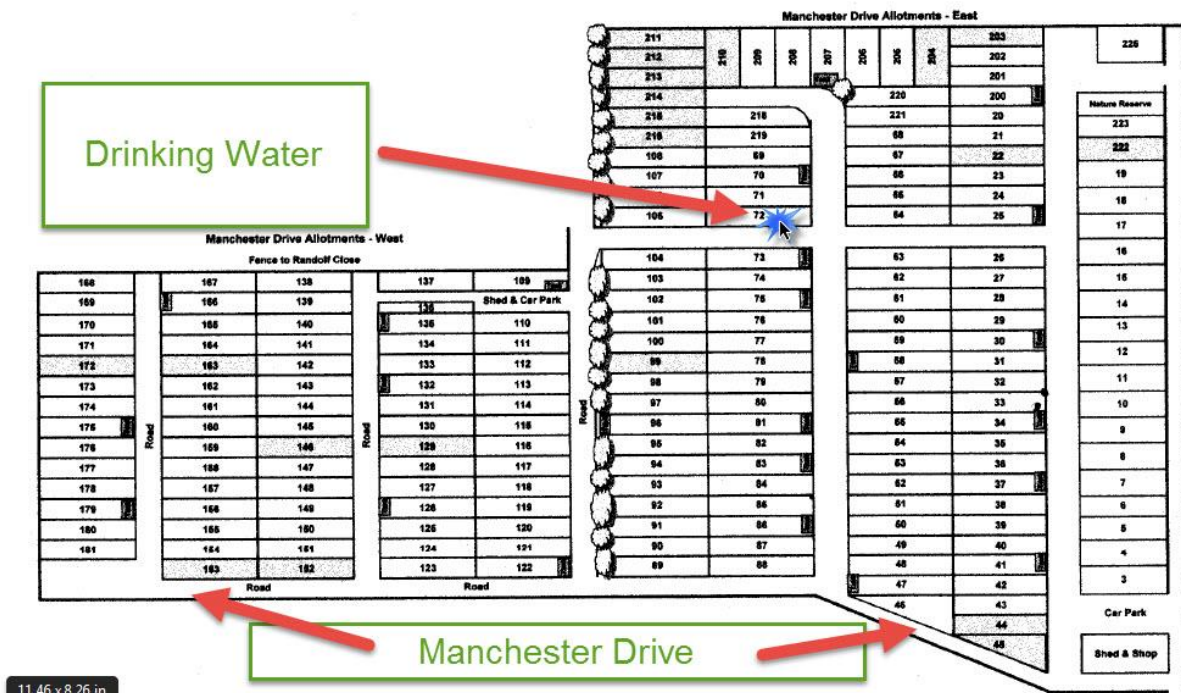 Manchester Drive Allotments - East
211 210 209 208 207 206 204 203 226
212 202
213 201
214 220 200
Nature Reserve
218 221 20 223
219 68 21 222
108 69 67 22
107 70 66 23 19
71 65 24 18
105 72 64 25 17
Drinking Water
104 73 63 26 16
103 74 62 27 15
102 75 61 28 14
101 76 60 29 13
100 77 59 30 12
99 78 58 31 11
98 79 57 32 10
97 80 56 33 9
96 81 55 34 8
95 82 54 35 7
94 83 53 36 6
93 84 52 37 5
92 85 51 38 4
91 86 50 39 3
90 87 49 40
89 88 48 41
47 42
46 43
44
45
Car Park
Shed & Shop
Manchester Drive Allotments - West
Fence to Randolf Close
168 167 138 137 109
169 166 139 136 Shed & Car Park
170 165 140 135 110
171 164 141 134 111
172 163 142 133 112
173 162 143 132 113
174 161 144 131 114
175 160 145 130 115
176 159 146 129 116
177 158 147 128 117
178 157 148 127 118
179 156 149 126 119
180 155 150 125 120
181 154 151 124 121
153 152 123 122
Road
Road
Road
Road Road
Manchester Drive
11.46 x 8.26 in